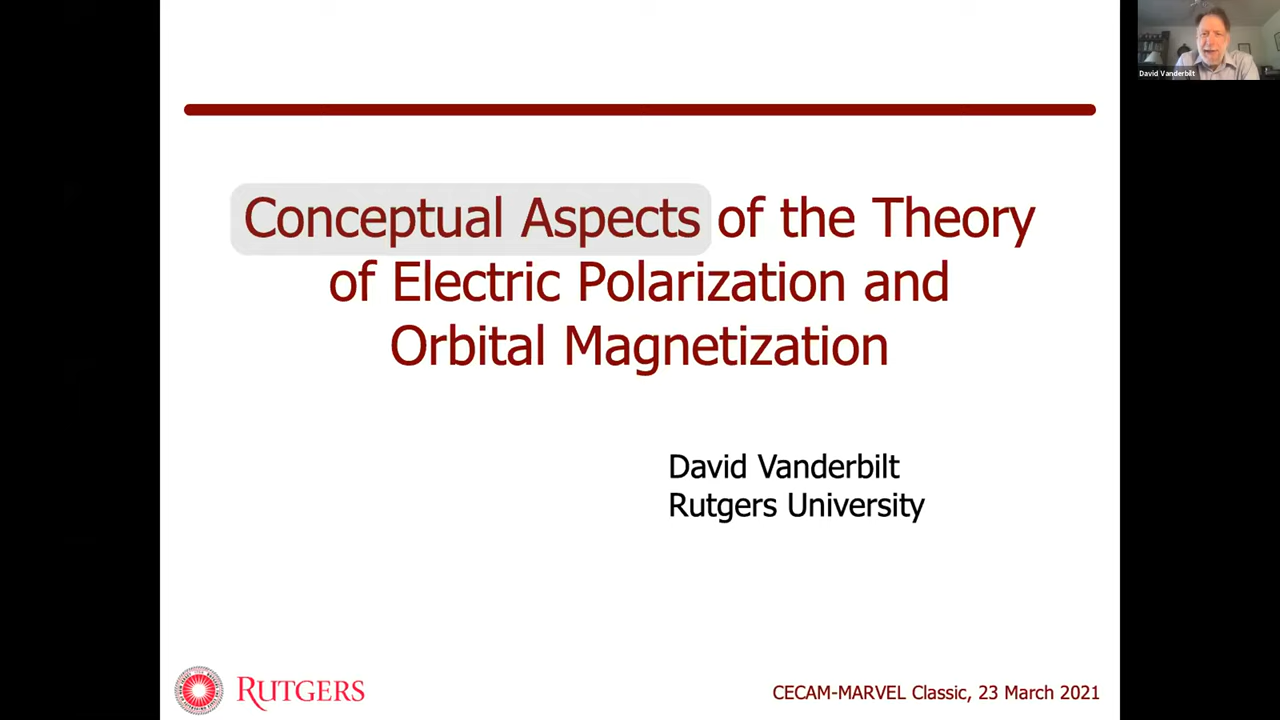 David Vanderbilt
Conceptual Aspects of the Theory
of Electric Polarization and
Orbital Magnetization
David Vanderbilt
Rutgers University
RUTGERS
CECAM-MARVEL Classic, 23 March 2021